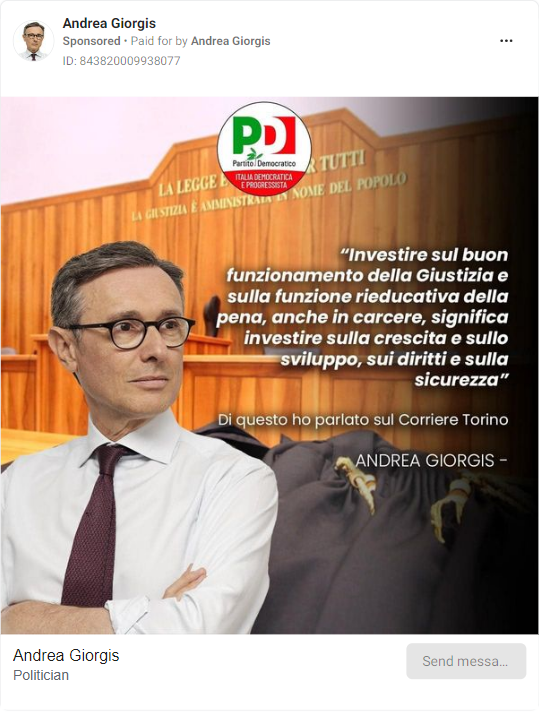 Andrea Giorgis
Sponsored • Paid for by Andrea Giorgis
ID: 843820009938077
PD
Partito Democratico
ITALIA DEMOCRATICA
E PROGRESSISTA
LA LEGGE È R TUTTI
LA GIUSTIZIA È AMMINISTRATA IN NOME DEL POPOLO
“Investire sul buon
funzionamento della Giustizia e
sulla funzione rieducativa della
pena, anche in carcere, significa
investire sulla crescita e sullo
sviluppo, sui diritti e sulla
sicurezza”
Di questo ho parlato sul Corriere Torino
ANDREA GIORGIS -
Andrea Giorgis
Politician
Send messa...